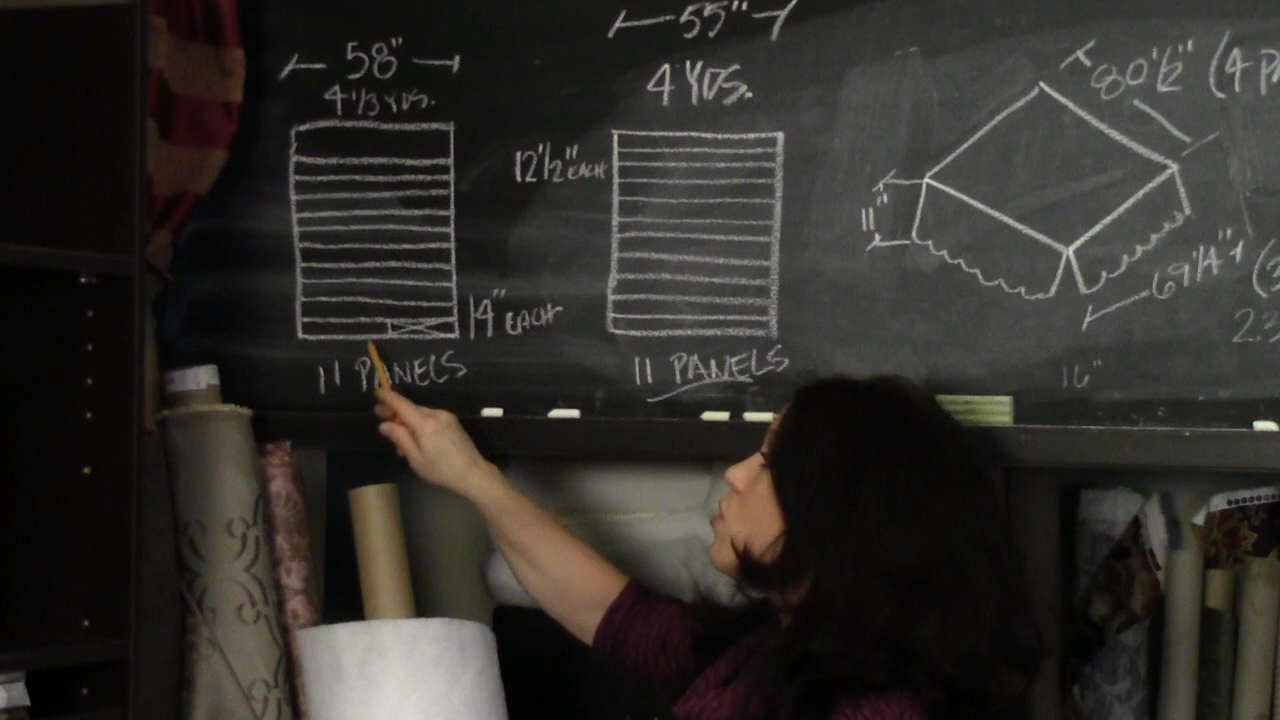 58"
4 1/3 YDS.
14" EACH
11 PANELS
55"
4 YDS.
12 1/2" EACH
11 PANELS
80 1/2" (4
11"
69 1/4"
16"